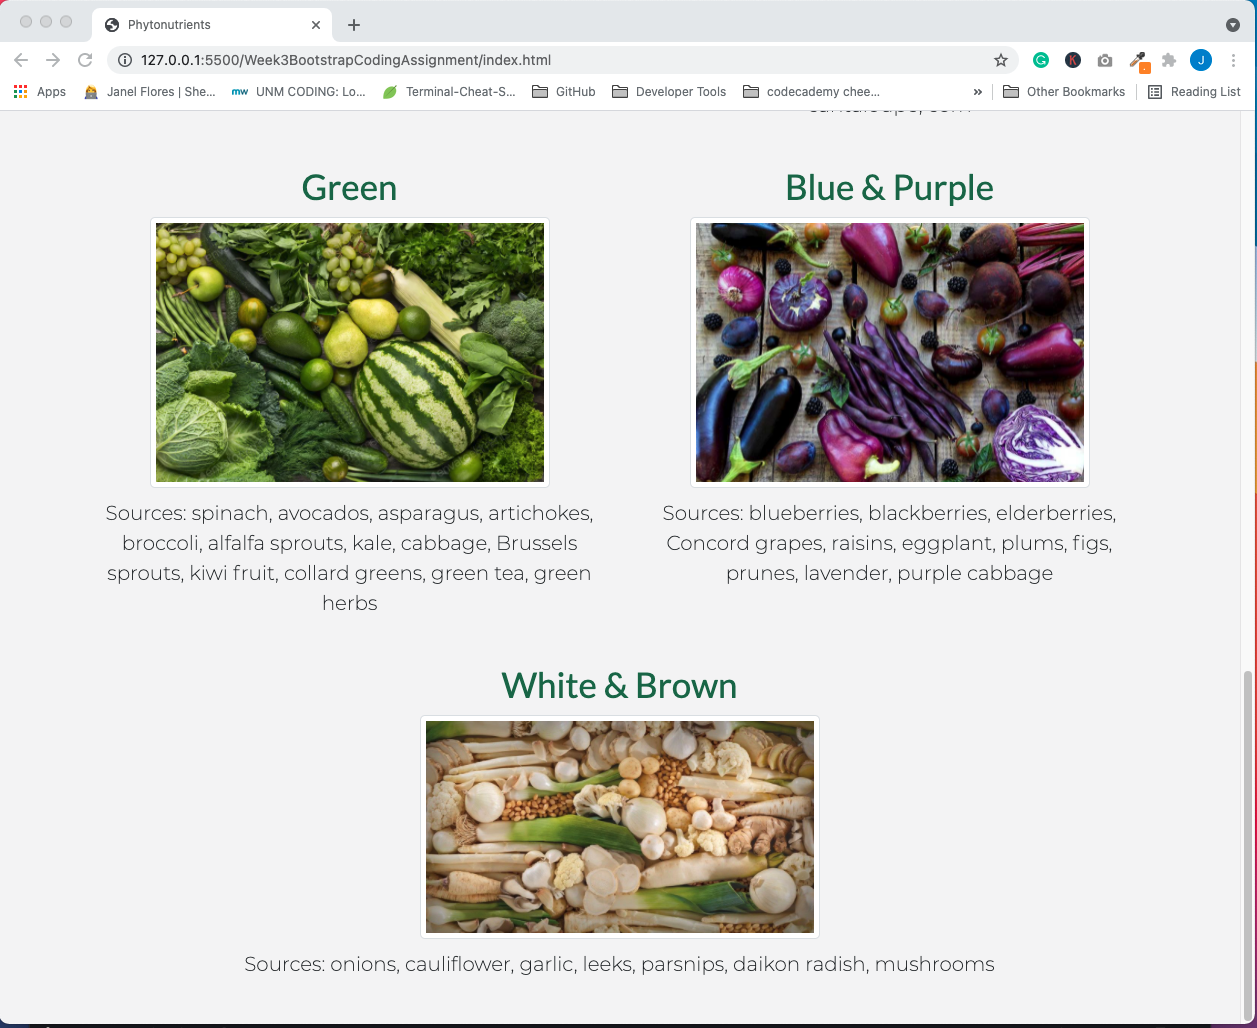 Phytonutrients
127.0.0.1:5500/Week3BootstrapCodingAssignment/index.html
K
J
Apps
Janel Flores | She...
mw UNM CODING: Lo...
Terminal-Cheat-S...
GitHub
Developer Tools
codecademy chee...
»
Other Bookmarks
Reading List
Green
Blue & Purple
Sources: spinach, avocados, asparagus, artichokes,
broccoli, alfalfa sprouts, kale, cabbage, Brussels
sprouts, kiwi fruit, collard greens, green tea, green
herbs
Sources: blueberries, blackberries, elderberries,
Concord grapes, raisins, eggplant, plums, figs,
prunes, lavender, purple cabbage
White & Brown
Sources: onions, cauliflower, garlic, leeks, parsnips, daikon radish, mushrooms